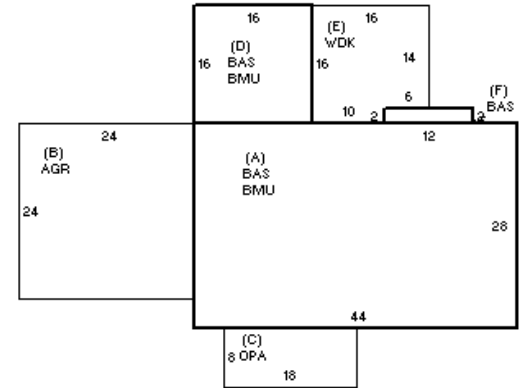 16
16
(D)
BAS
BMU
16
(E)
WDK
16
14
6
(F)
BAS
10
2
2
12
24
(B)
AGR
24
(A)
BAS
BMU
28
44
(C)
8 OPA
18